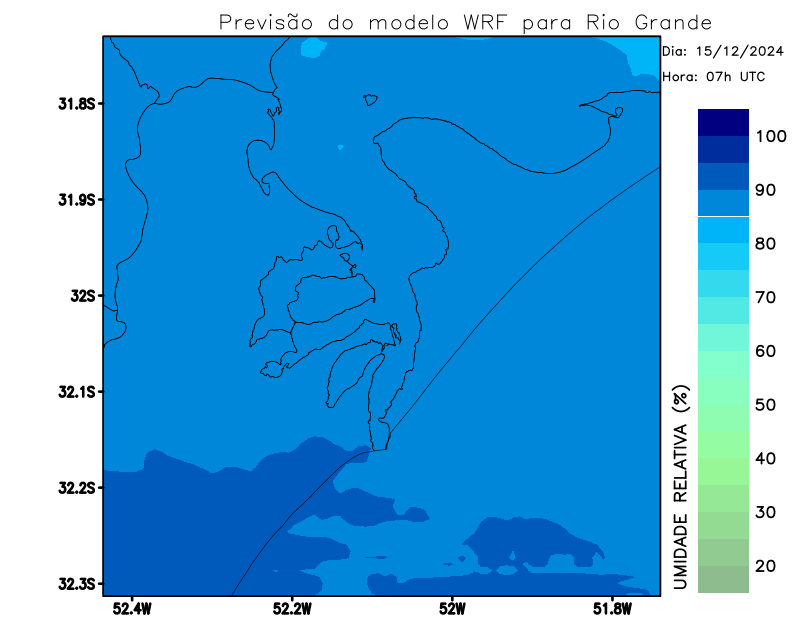 Previsão do modelo WRF para Rio Grande
Dia: 15/12/2024
Hora: 07h UTC
31.8S
31.9S
32S
32.1S
32.2S
32.3S
52.4W
52.2W
52W
51.8W
100
90
80
70
60
50
40
30
20
UMIDADE RELATIVA (%)